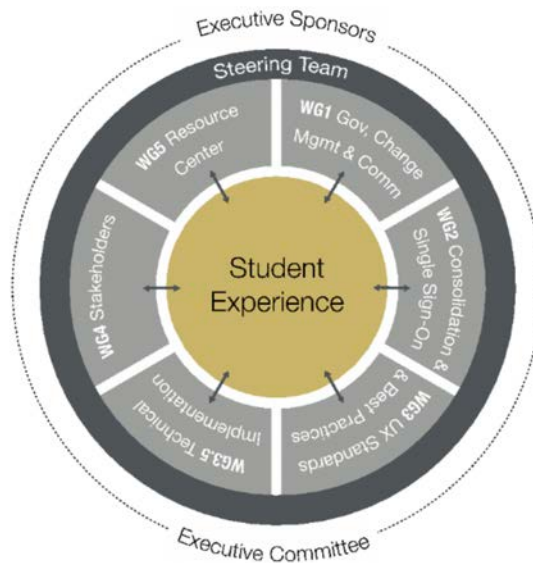 Executive Sponsors
Steering Team
WG1 Gov. Change
Mgmt & Comm
WG2 Consolidation &
Single Sign-On
WG3 UX Standards
& Best Practices
WG3.5 Technical
Implementation
WG4 Stakeholders
WG5 Resource
Center
Student
Experience
Executive Committee